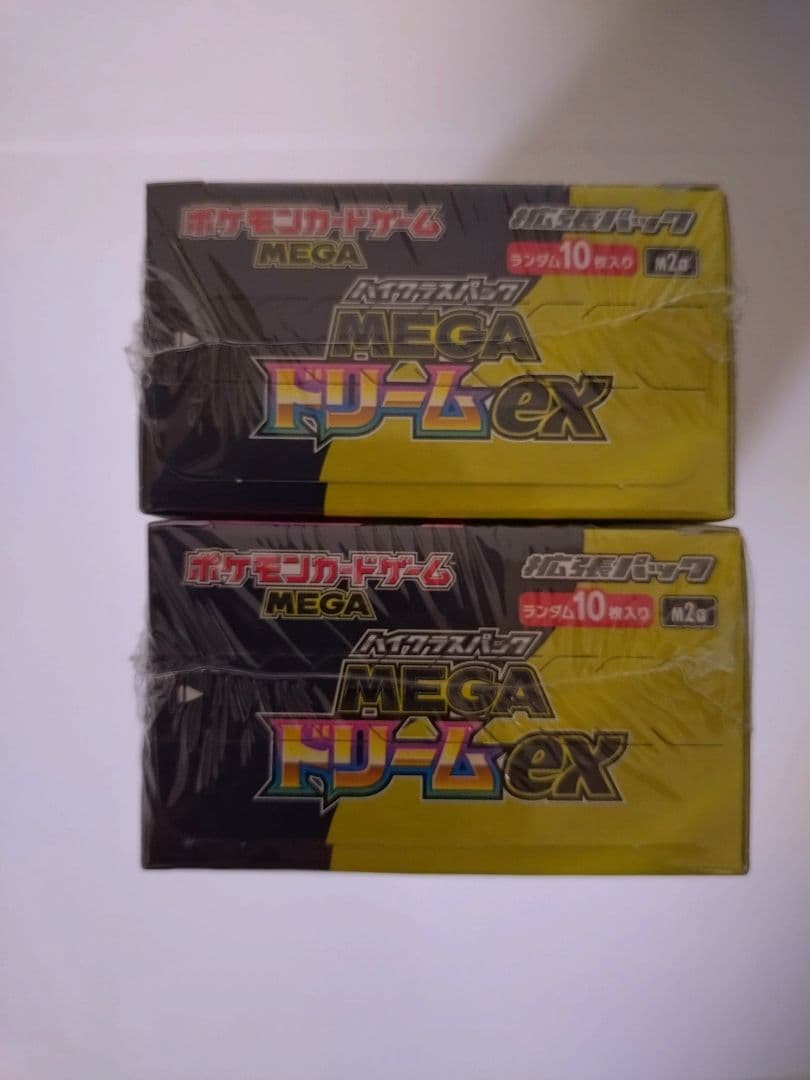 ポケモンカードゲーム
MEGA
拡張パック
ランダム10枚入り M2a
ハイクラスパック
MEGA
ドリームex
ポケモンカードゲーム
MEGA
拡張パック
ランダム10枚入り M2a
ハイクラスパック
MEGA
ドリームex